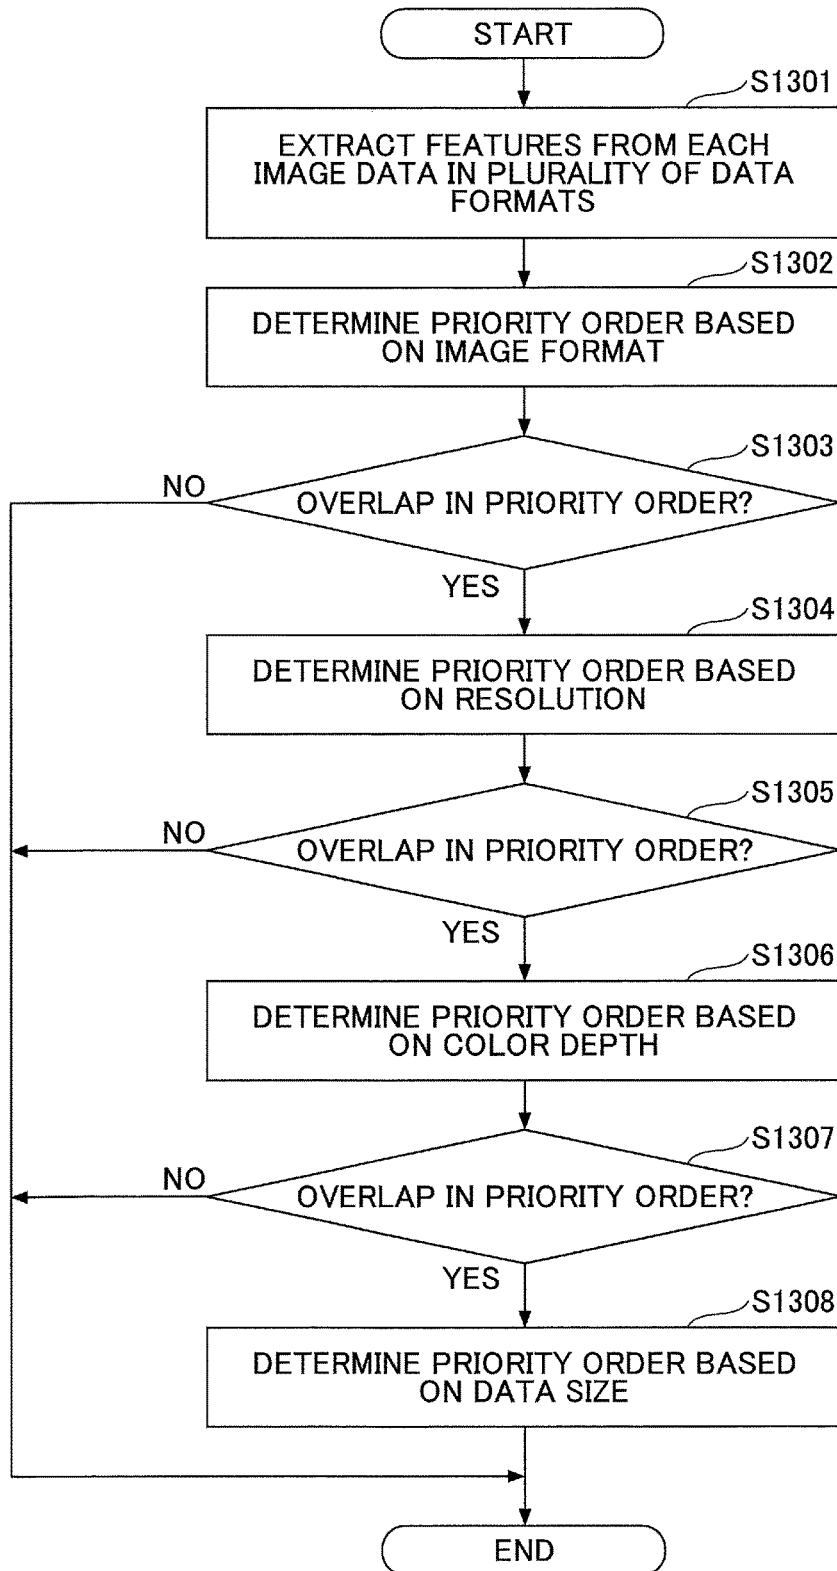 START
S1301
EXTRACT FEATURES FROM EACH
IMAGE DATA IN PLURALITY OF DATA
FORMATS
S1302
DETERMINE PRIORITY ORDER BASED
ON IMAGE FORMAT
S1303
NO
OVERLAP IN PRIORITY ORDER?
YES
S1304
DETERMINE PRIORITY ORDER BASED
ON RESOLUTION
S1305
NO
OVERLAP IN PRIORITY ORDER?
YES
S1306
DETERMINE PRIORITY ORDER BASED
ON COLOR DEPTH
S1307
NO
OVERLAP IN PRIORITY ORDER?
YES
S1308
DETERMINE PRIORITY ORDER BASED
ON DATA SIZE
END